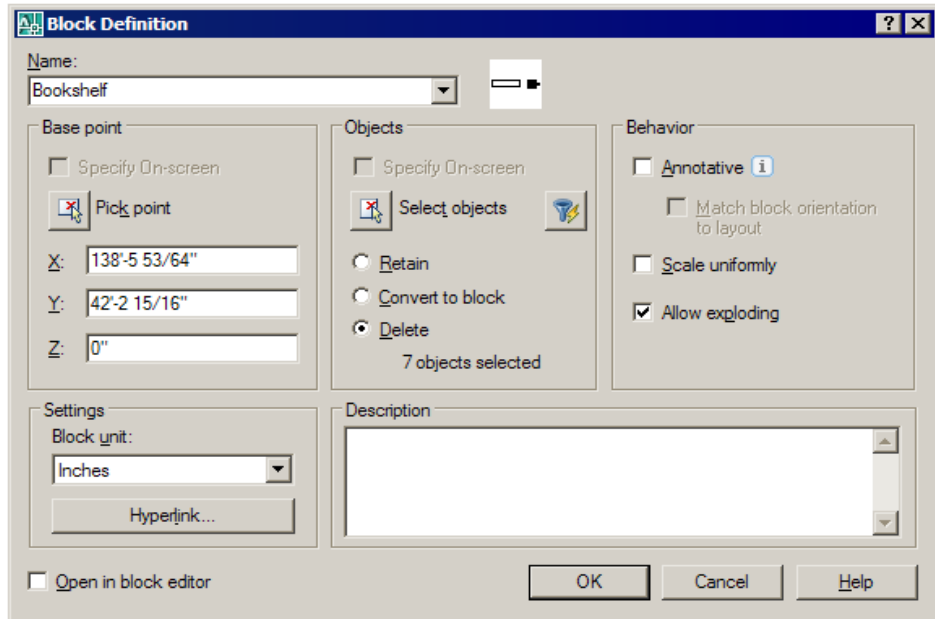 Block Definition
Name:
Bookshelf
Base point
Specify On-screen
Pick point
X: 138'-5 53/64"
Y: 42'-2 15/16"
Z: 0"
Objects
Specify On-screen
Select objects
Retain
Convert to block
Delete
7 objects selected
Behavior
Annotative i
Match block orientation
to layout
Scale uniformly
Allow exploding
Settings
Block unit:
Inches
Hyperlink...
Description
Open in block editor
OK Cancel Help